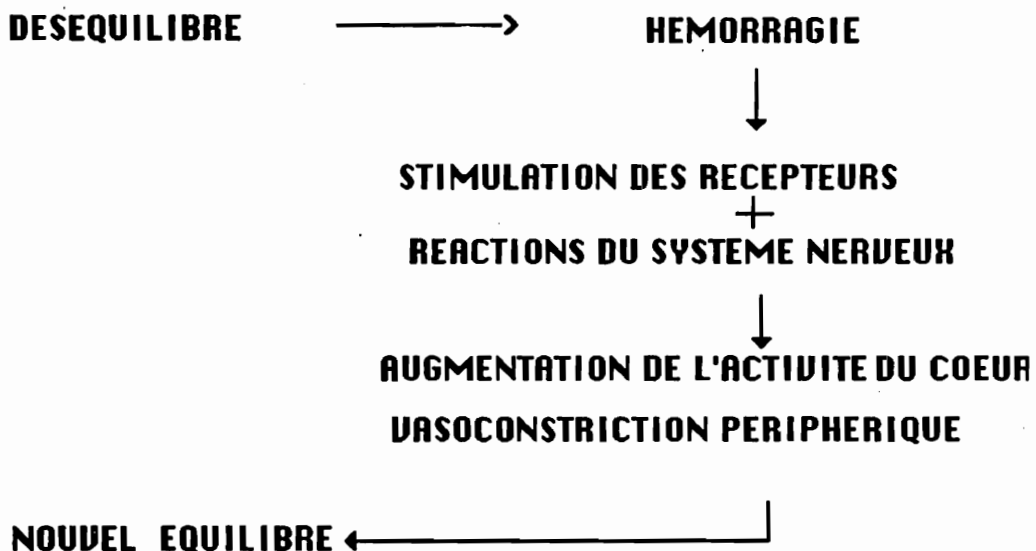 DESEQUILIBRE HEMORRAGIE
STIMULATION DES RECEPTEURS
+
REACTIONS DU SYSTEME NERVEUX
AUGMENTATION DE L'ACTIVITE DU COEUR
VASOCONSTRICTION PERIPHERIQUE
NOUVEL EQUILIBRE